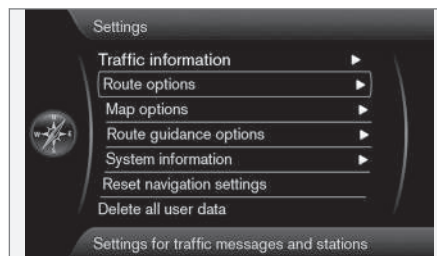 Settings
Traffic information
Route options
Map options
Route guidance options
System information
Reset navigation settings
Delete all user data
N
W E
Settings for traffic messages and stations